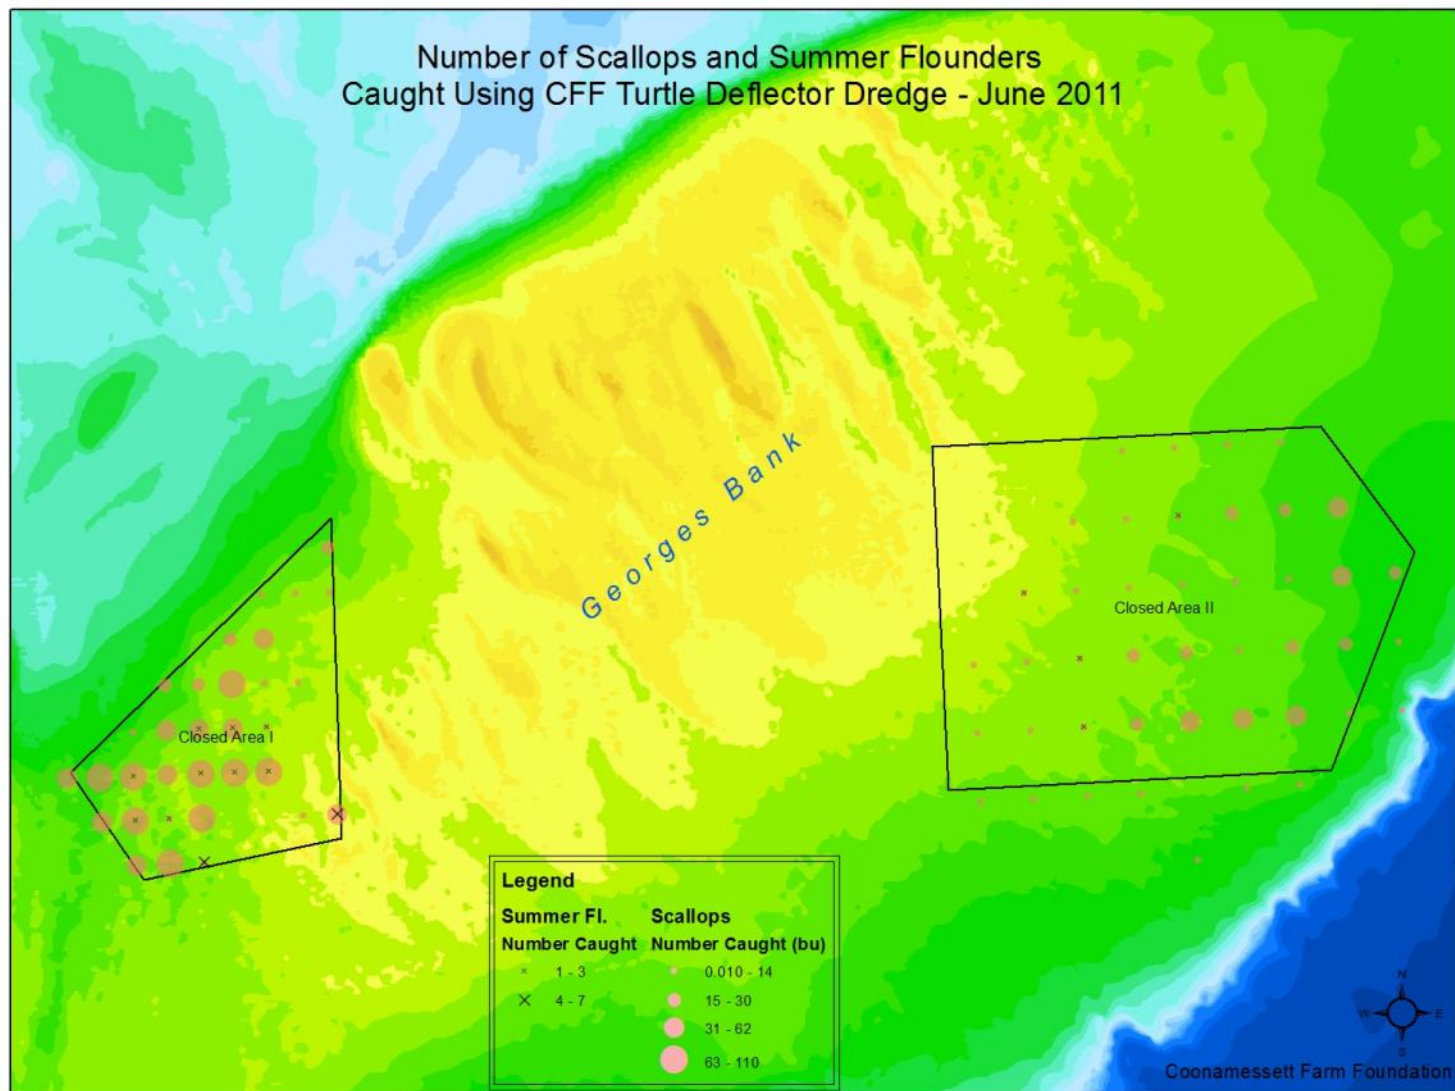 Number of Scallops and Summer Flounders
Caught Using CFF Turtle Deflector Dredge - June 2011
Georges Bank
Closed Area II
Closed Area I
Legend
Summer Fl. Scallops
Number Caught Number Caught (bu)
1 - 3 0.010 - 14
4 - 7 15 - 30
31 - 62
63 - 110
N
W E
S
Coonamessett Farm Foundation